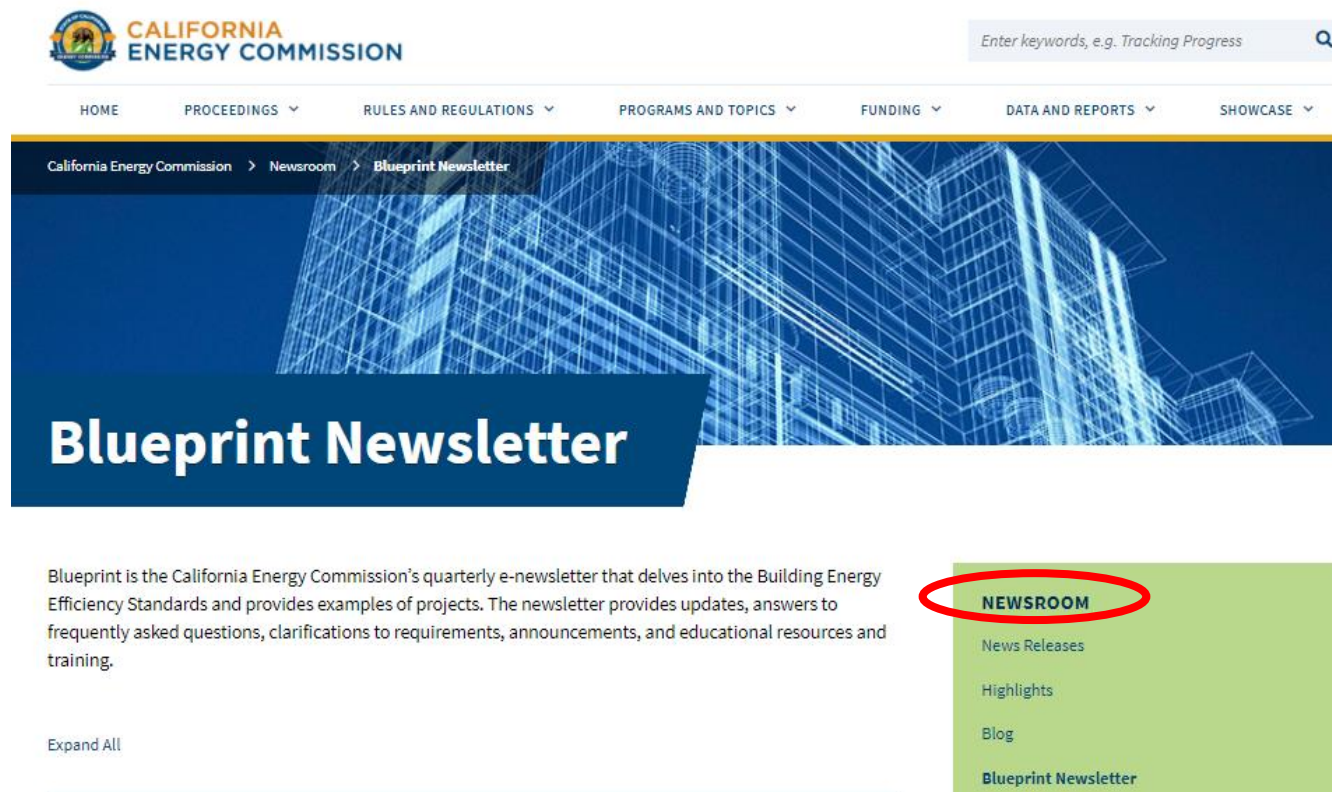 CALIFORNIA
ENERGY COMMISSION
Enter keywords, e.g. Tracking Progress
HOME PROCEEDINGS RULES AND REGULATIONS PROGRAMS AND TOPICS FUNDING DATA AND REPORTS SHOWCASE
California Energy Commission > Newsroom > Blueprint Newsletter
Blueprint Newsletter
Blueprint is the California Energy Commission's quarterly e-newsletter that delves into the Building Energy
Efficiency Standards and provides examples of projects. The newsletter provides updates, answers to
frequently asked questions, clarifications to requirements, announcements, and educational resources and
training.
Expand All
NEWSROOM
News Releases
Highlights
Blog
Blueprint Newsletter